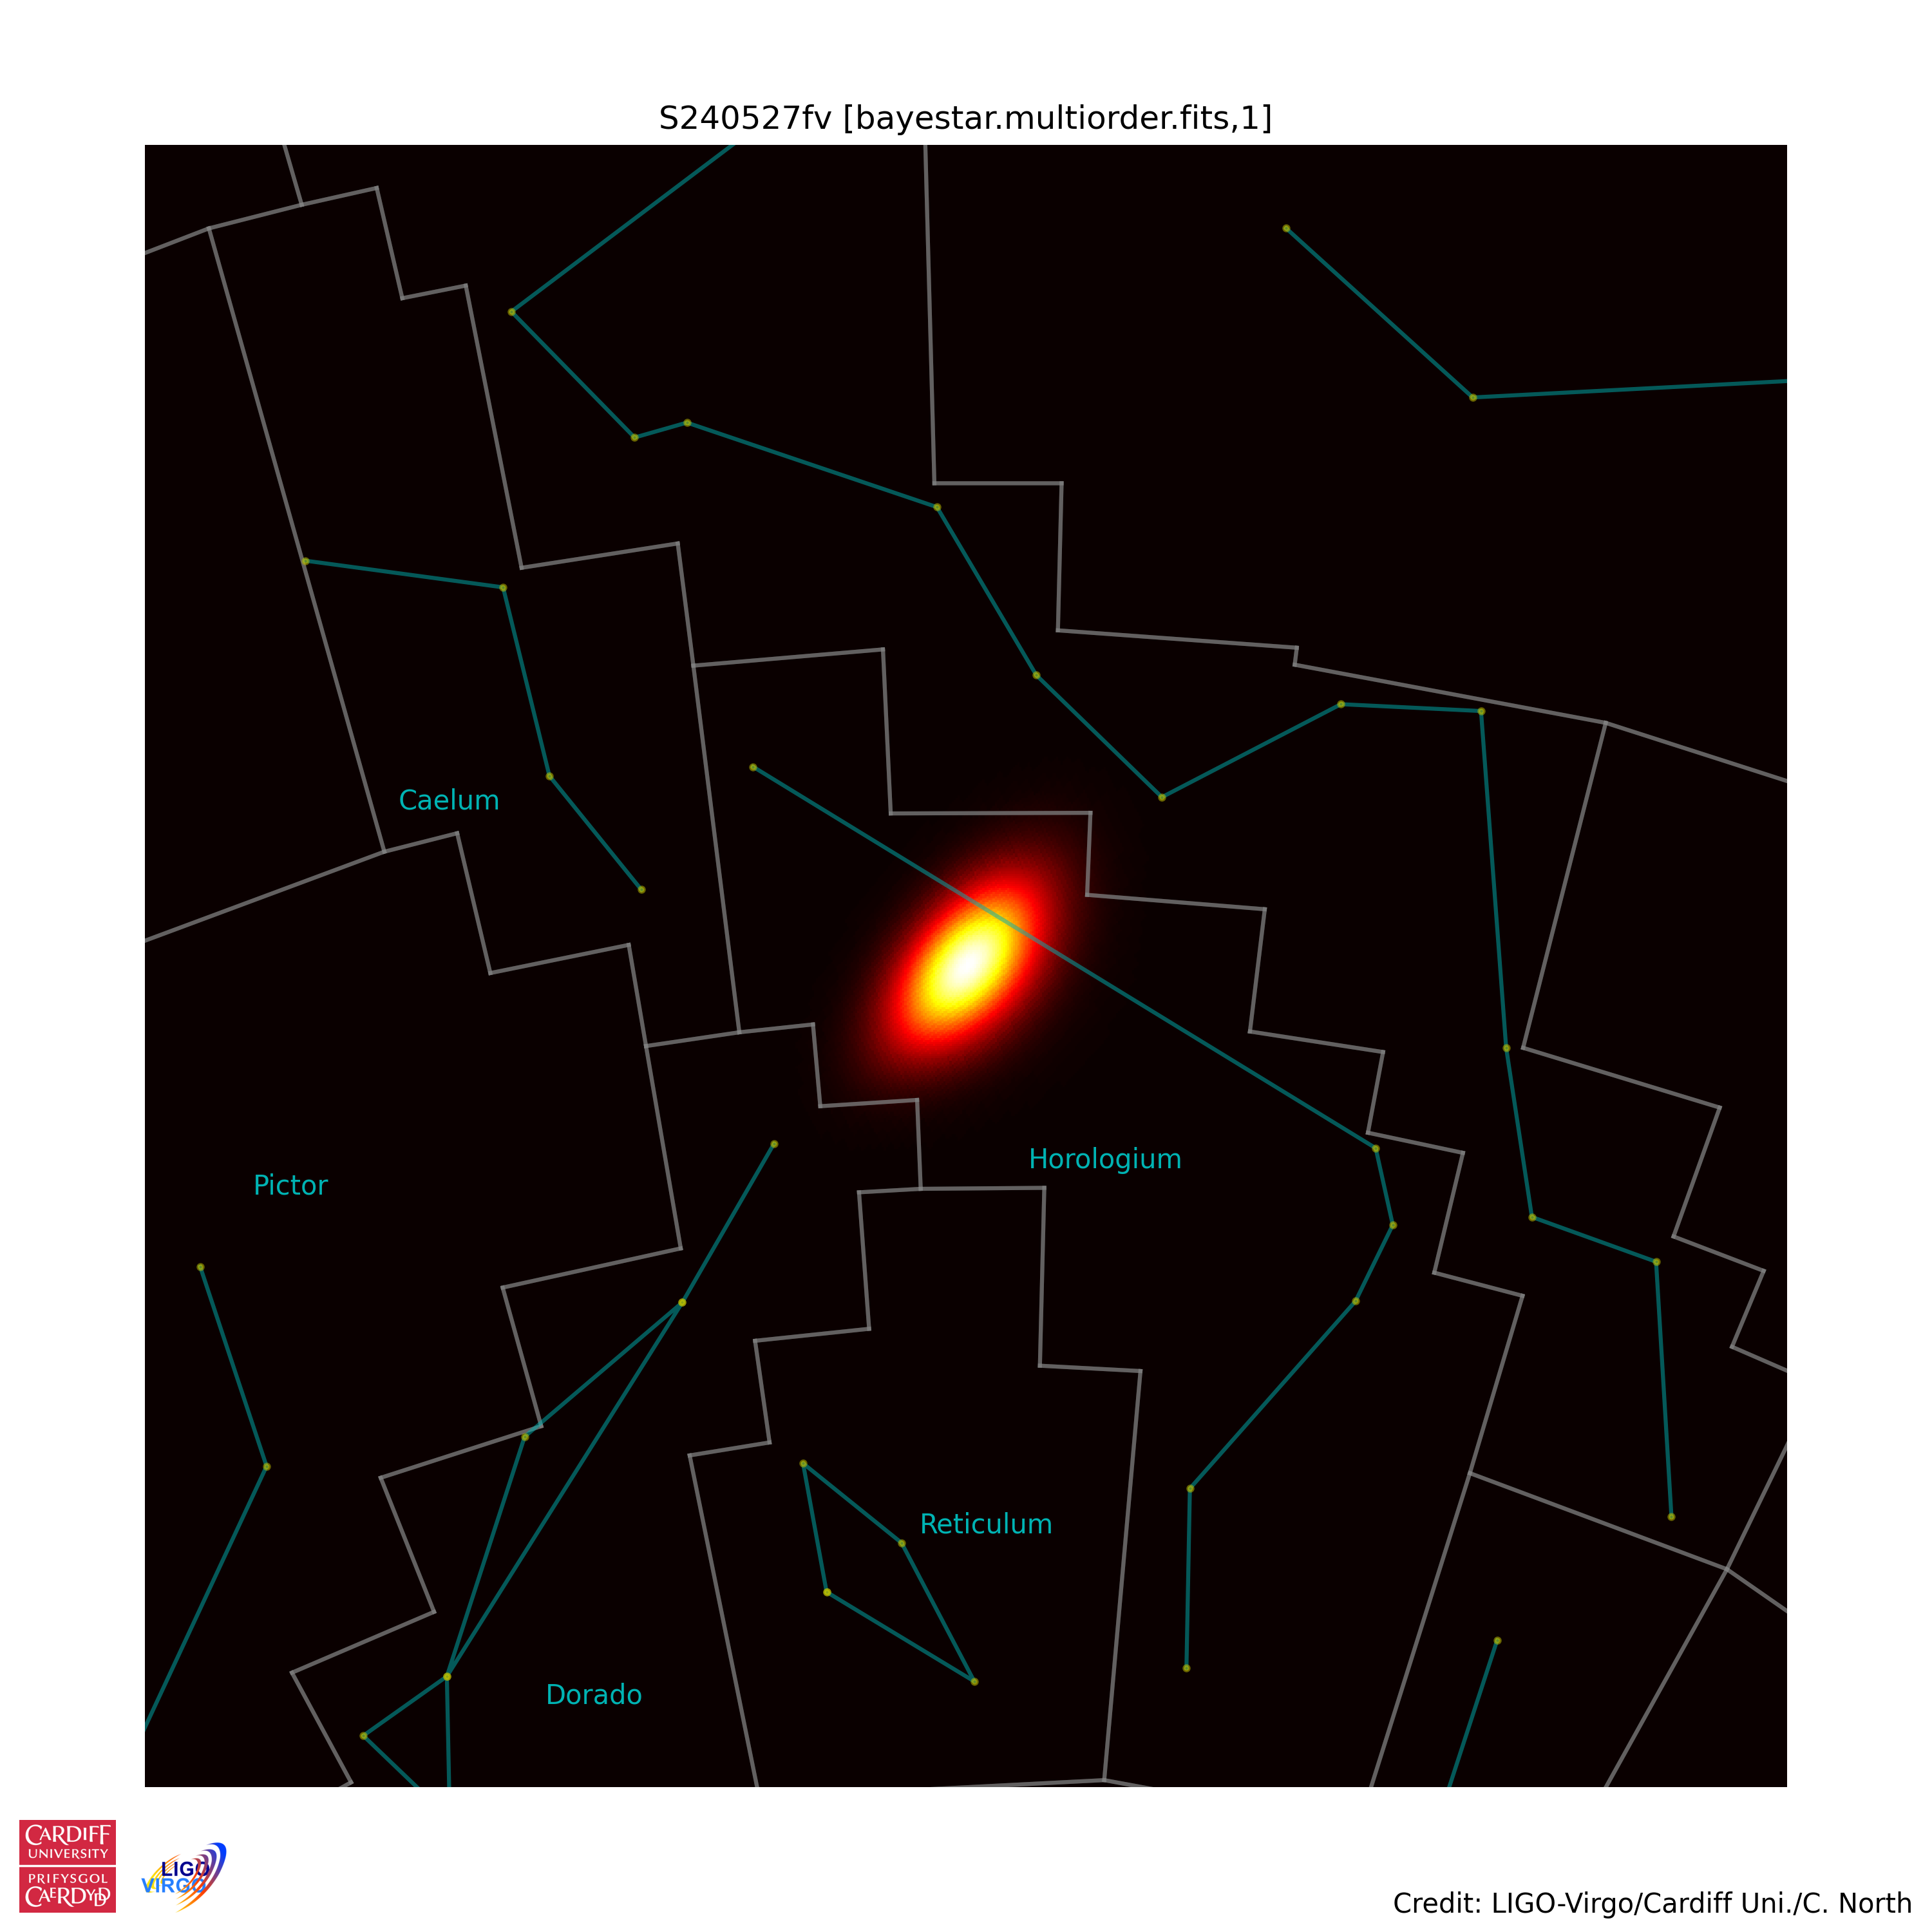 S240527fv [bayestar.multiorder.fits,1]
Caelum
Horologium
Pictor
Reticulum
Dorado
CARDIFF
UNIVERSITY
PRIFYSGOL
CAERDYDD
LIGO
VIRGO
Credit: LIGO-Virgo/Cardiff Uni./C. North